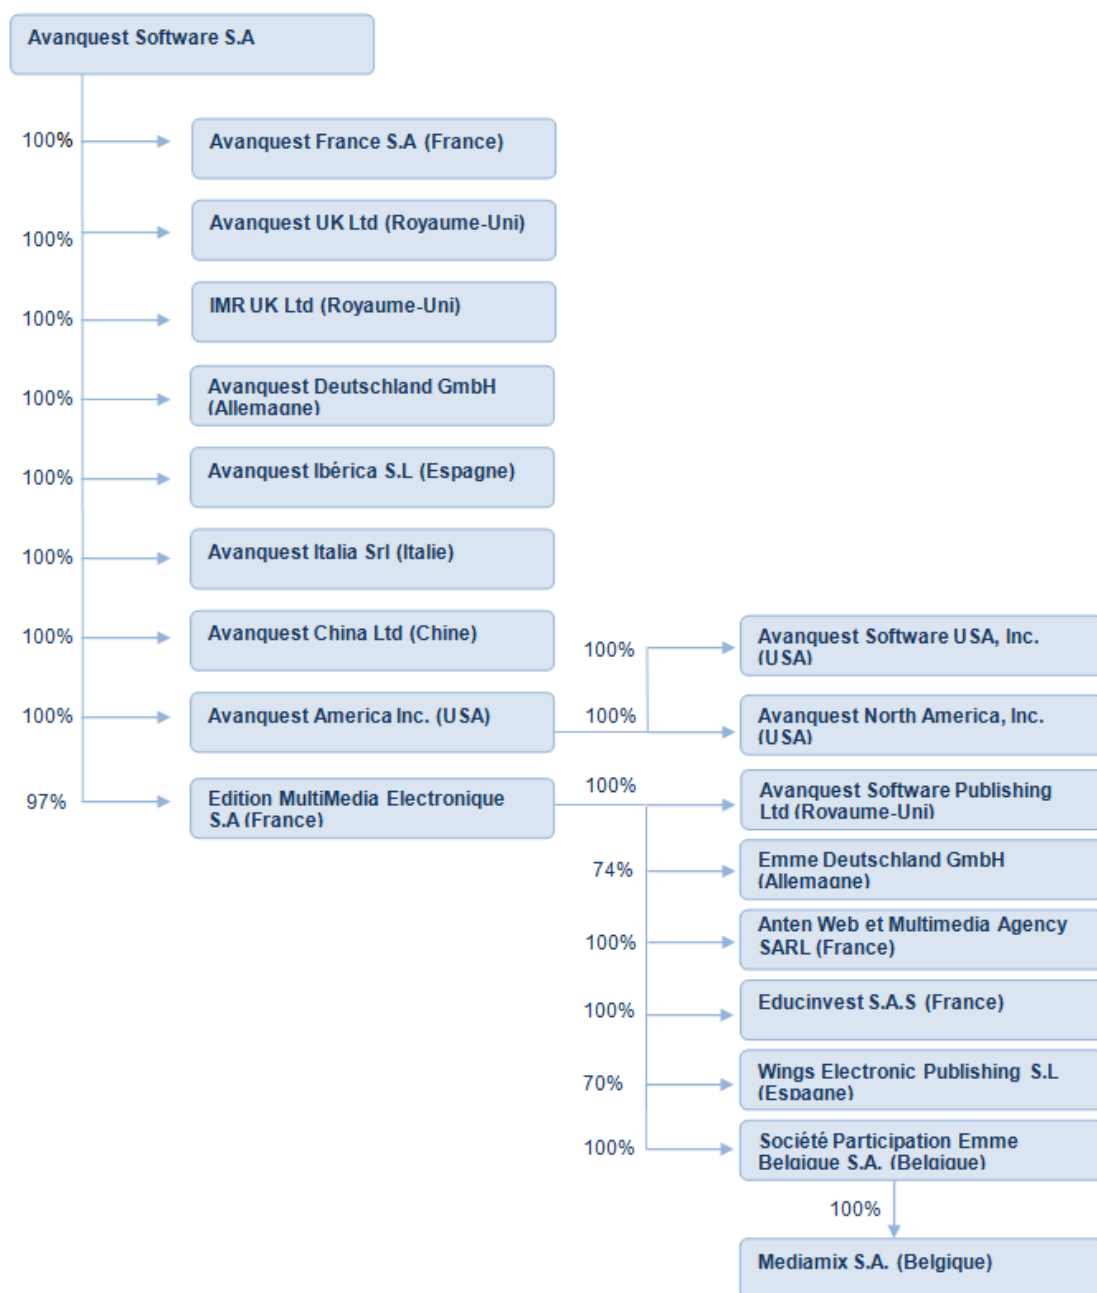 Avanquest Software S.A
100%
Avanquest France S.A (France)
100%
Avanquest UK Ltd (Royaume-Uni)
100%
IMR UK Ltd (Royaume-Uni)
100%
Avanquest Deutschland GmbH
(Allemagne)
100%
Avanquest Ibérica S.L (Espagne)
100%
Avanquest Italia Srl (Italie)
100%
Avanquest China Ltd (Chine)
100%
Avanquest America Inc. (USA)
100%
Avanquest Software USA, Inc.
(USA)
100%
Avanquest North America, Inc.
(USA)
97%
Edition MultiMedia Electronique
S.A (France)
100%
Avanquest Software Publishing
Ltd (Royaume-Uni)
74%
Emme Deutschland GmbH
(Allemagne)
100%
Anten Web et Multimedia Agency
SARL (France)
100%
Educinvest S.A.S (France)
70%
Wings Electronic Publishing S.L
(Espagne)
100%
Société Participation Emme
Belgique S.A. (Belgique)
100%
Mediamix S.A. (Belgique)